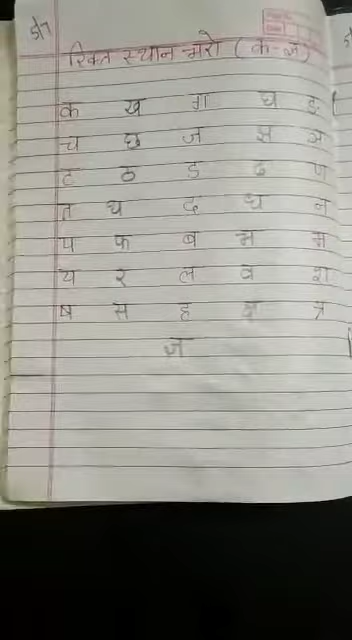 रिक्त स्थान भरो (क-ज्ञ)
क ख ग घ ङ
च छ ज झ ञ
ट ठ ड ढ ण
त थ द ध न
प फ ब भ म
य र ल व श
ष स ह क्ष त्र
ज्ञ